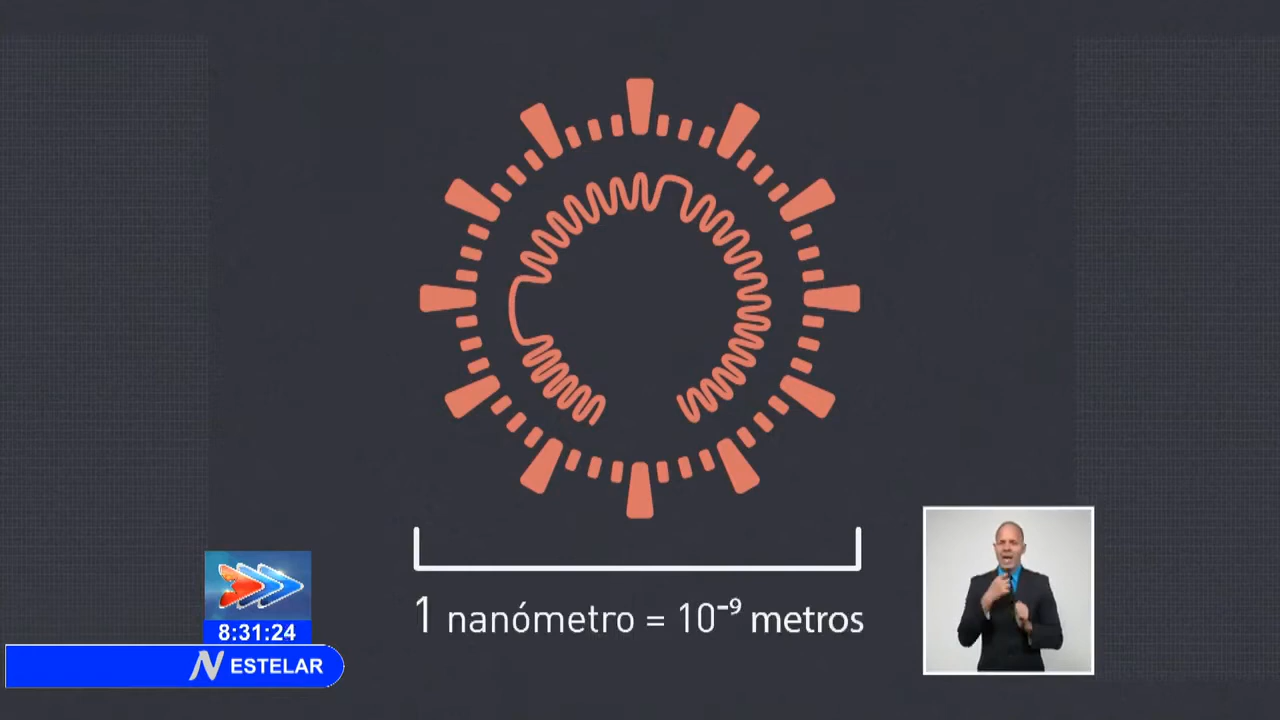 1 nanómetro = 10⁻⁹ metros
8:31:24
N ESTELAR